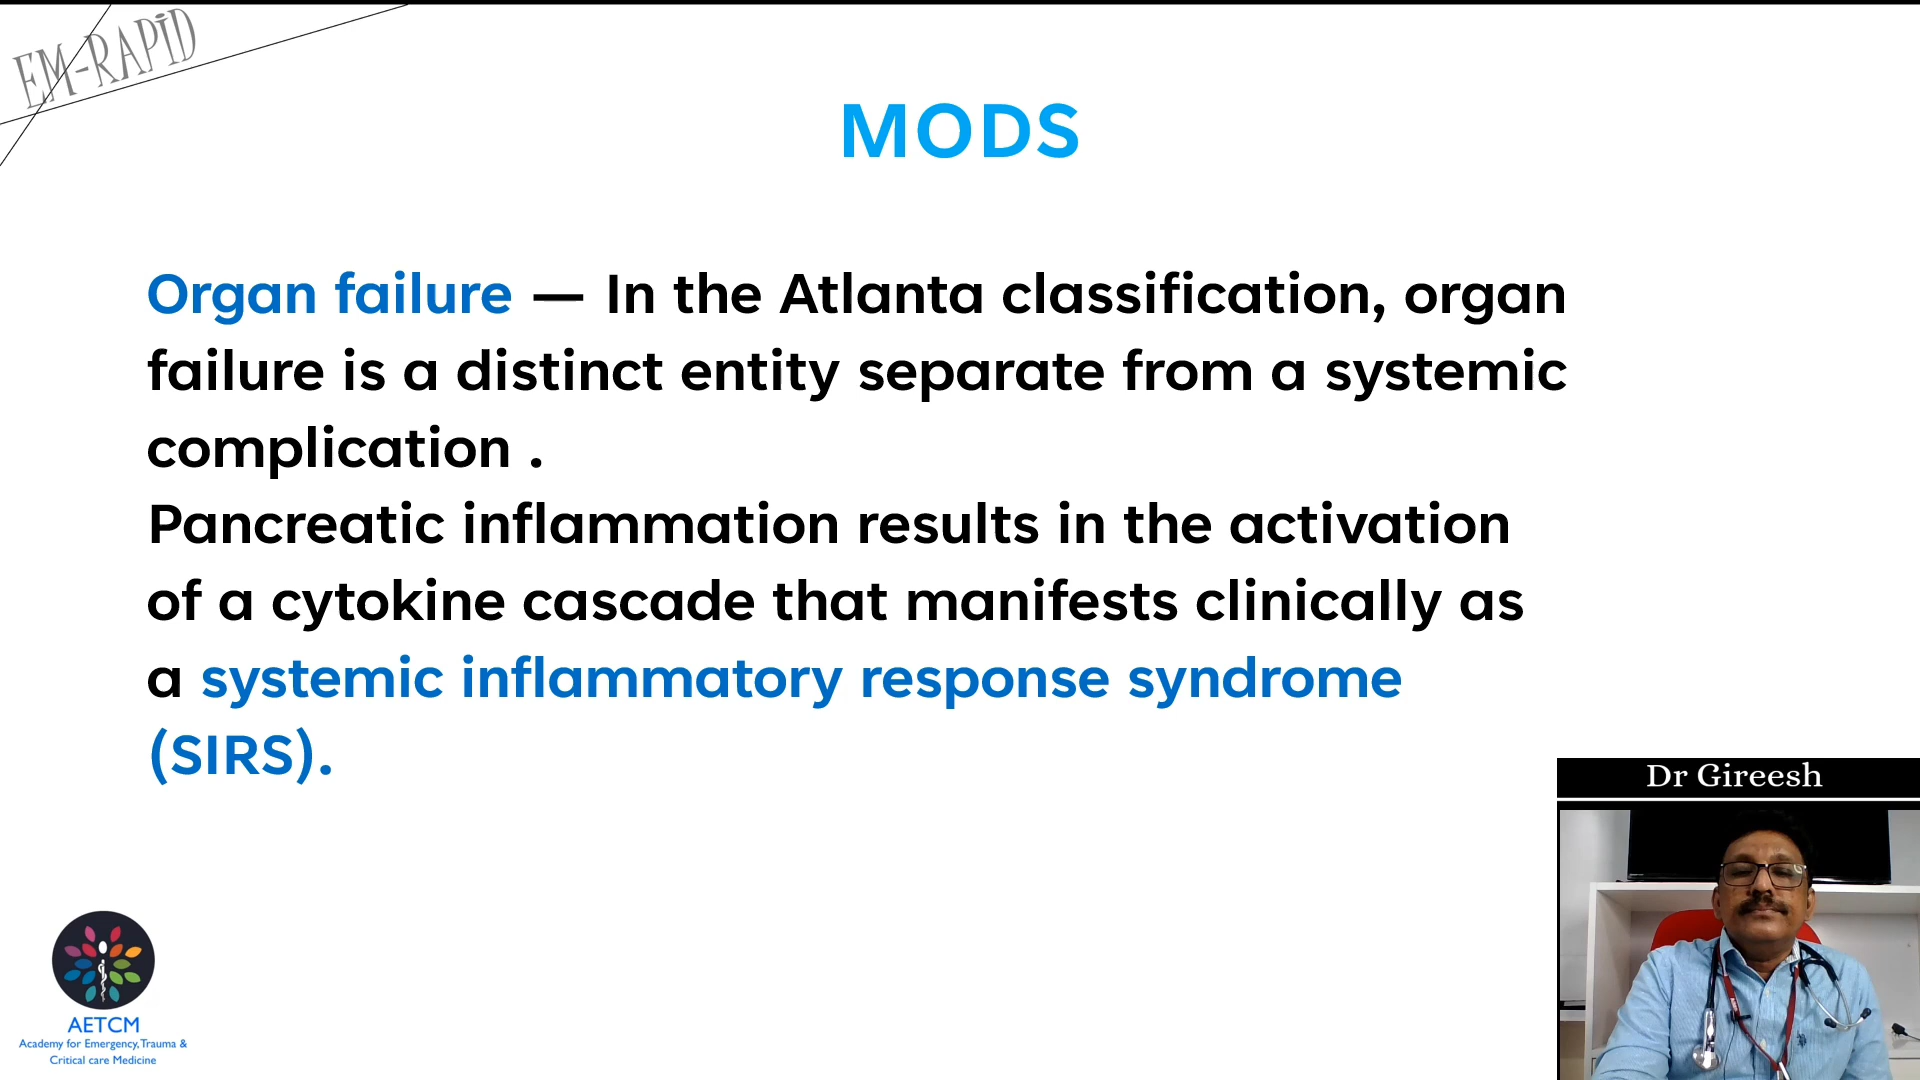 EM-RAPID
MODS
Organ failure — In the Atlanta classification, organ
failure is a distinct entity separate from a systemic
complication .
Pancreatic inflammation results in the activation
of a cytokine cascade that manifests clinically as
a systemic inflammatory response syndrome
(SIRS).
Dr Gireesh
AETCM
Academy for Emergency, Trauma &
Critical care Medicine